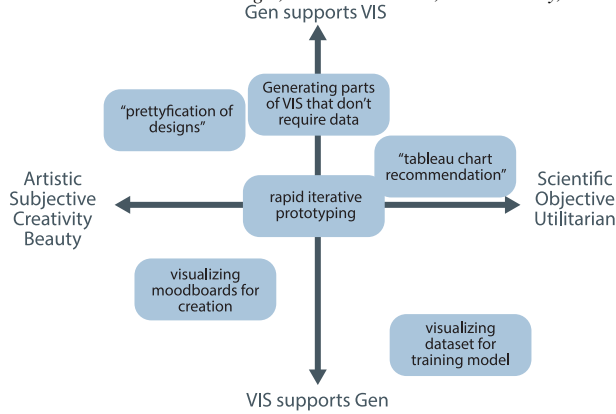 Gen supports VIS
Generating parts
of VIS that don't
require data
“prettyfication of
designs”
“tableau chart
recommendation”
Artistic
Subjective
Creativity
Beauty
rapid iterative
prototyping
Scientific
Objective
Utilitarian
visualizing
moodboards for
creation
visualizing
dataset for
training model
VIS supports Gen